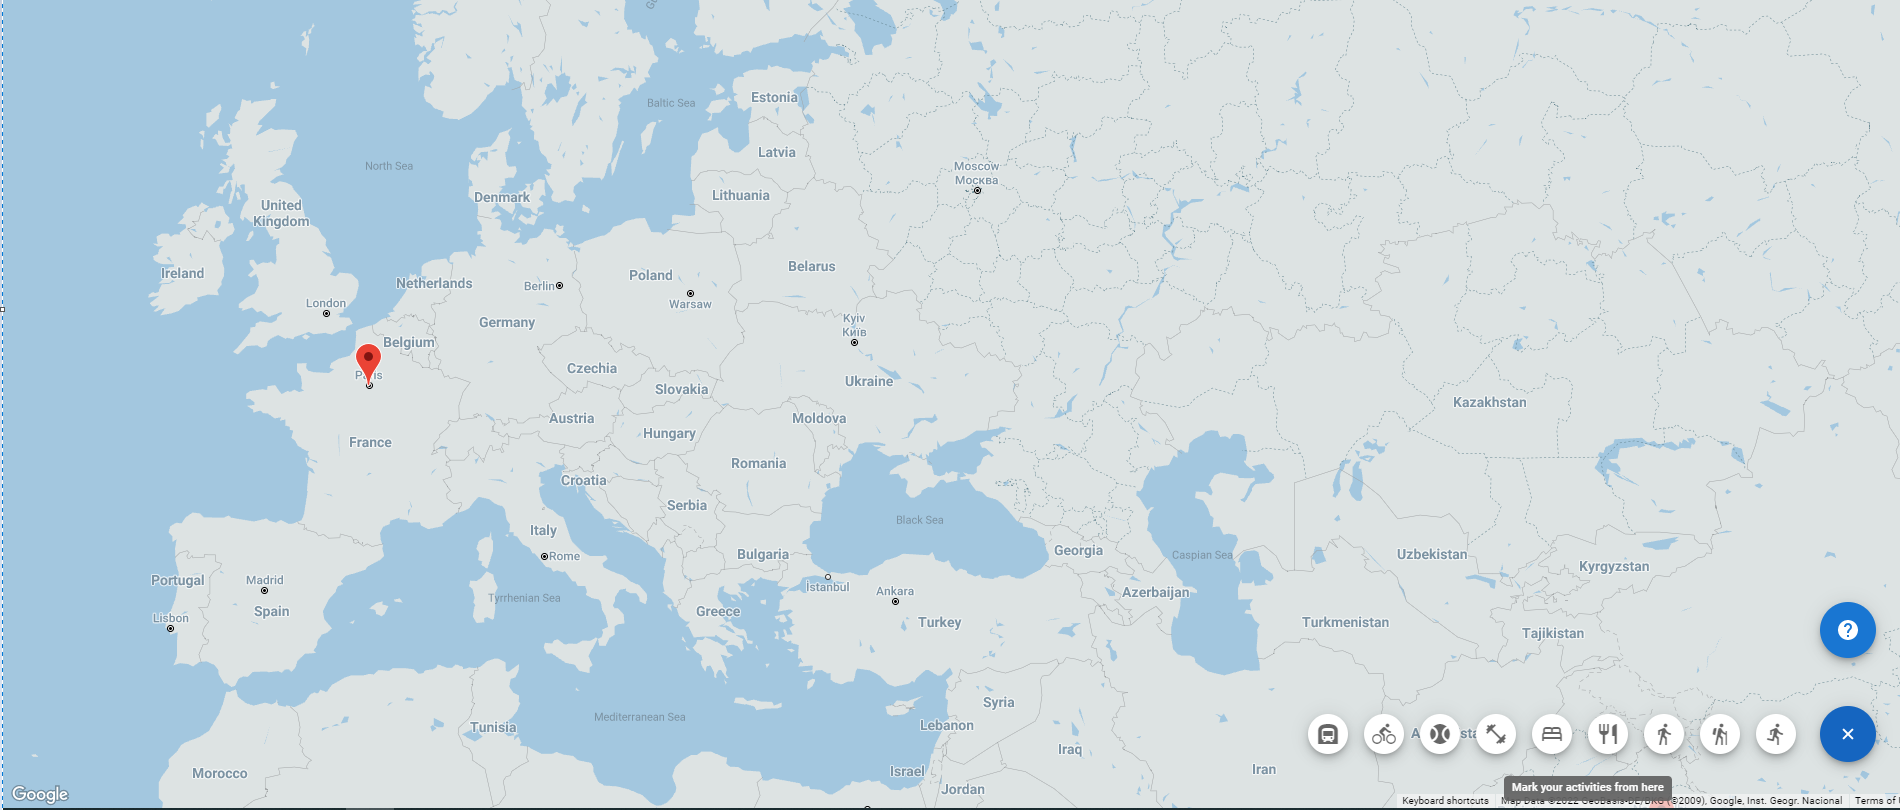 Baltic Sea
Estonia
Latvia
Lithuania
Moscow
Москва
North Sea
Denmark
United
Kingdom
Ireland
Netherlands
Berlin
Poland
Warsaw
Belarus
London
Germany
Belgium
Kyiv
Київ
Czechia
Slovakia
Ukraine
Austria
Hungary
Moldova
Kazakhstan
France
Romania
Croatia
Serbia
Italy
Rome
Black Sea
Bulgaria
Georgia
Caspian Sea
Uzbekistan
Kyrgyzstan
Portugal
Madrid
Spain
Lisbon
Tyrrhenian Sea
Greece
İstanbul
Ankara
Turkey
Azerbaijan
Turkmenistan
Tajikistan
Mediterranean Sea
Tunisia
Syria
Lebanon
Iraq
Iran
Morocco
Israel
Jordan
Mark your activities from here
Google
Keyboard shortcuts
Map Data ©2022 GeoBasis-DE/BKG (©2009), Google, Inst. Geogr. Nacional
Terms of